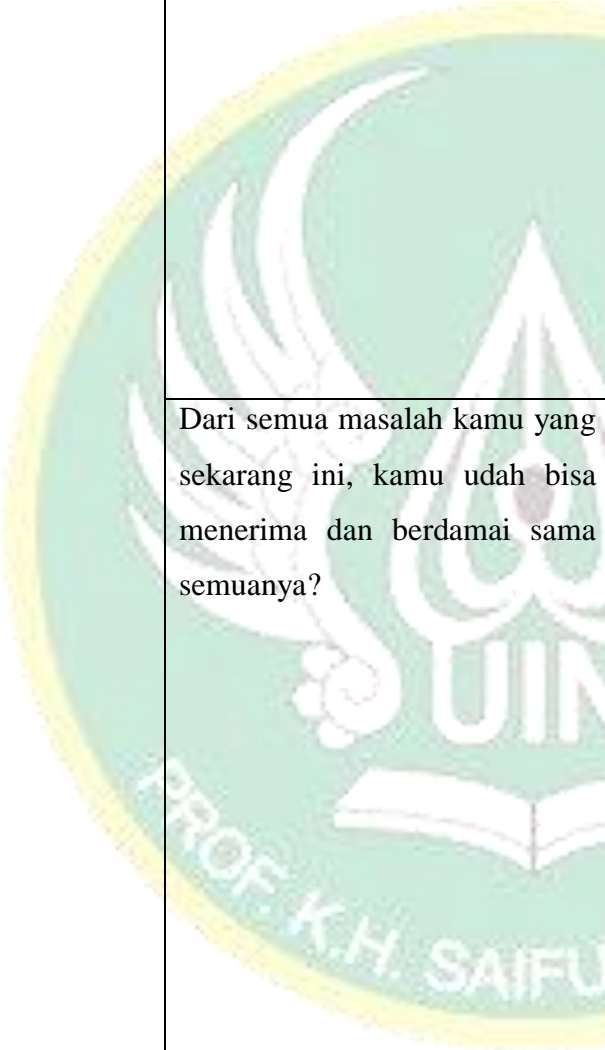 Dari semua masalah kamu yang
sekarang ini, kamu udah bisa
menerima dan berdamai sama
semuanya?
UIN
PROF. K.H. SAIFU